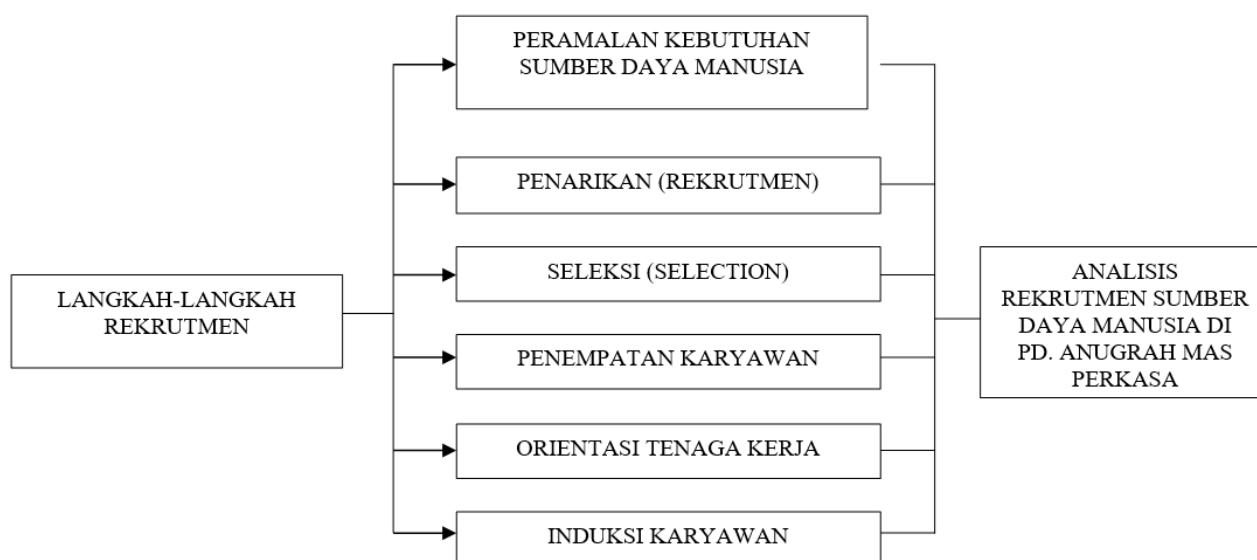 LANGKAH-LANGKAH
REKRUTMEN
PERAMALAN KEBUTUHAN
SUMBER DAYA MANUSIA
PENARIKAN (REKRUTMEN)
SELEKSI (SELECTION)
PENEMPATAN KARYAWAN
ORIENTASI TENAGA KERJA
INDUKSI KARYAWAN
ANALISIS
REKRUTMEN SUMBER
DAYA MANUSIA DI
PD. ANUGRAH MAS
PERKASA